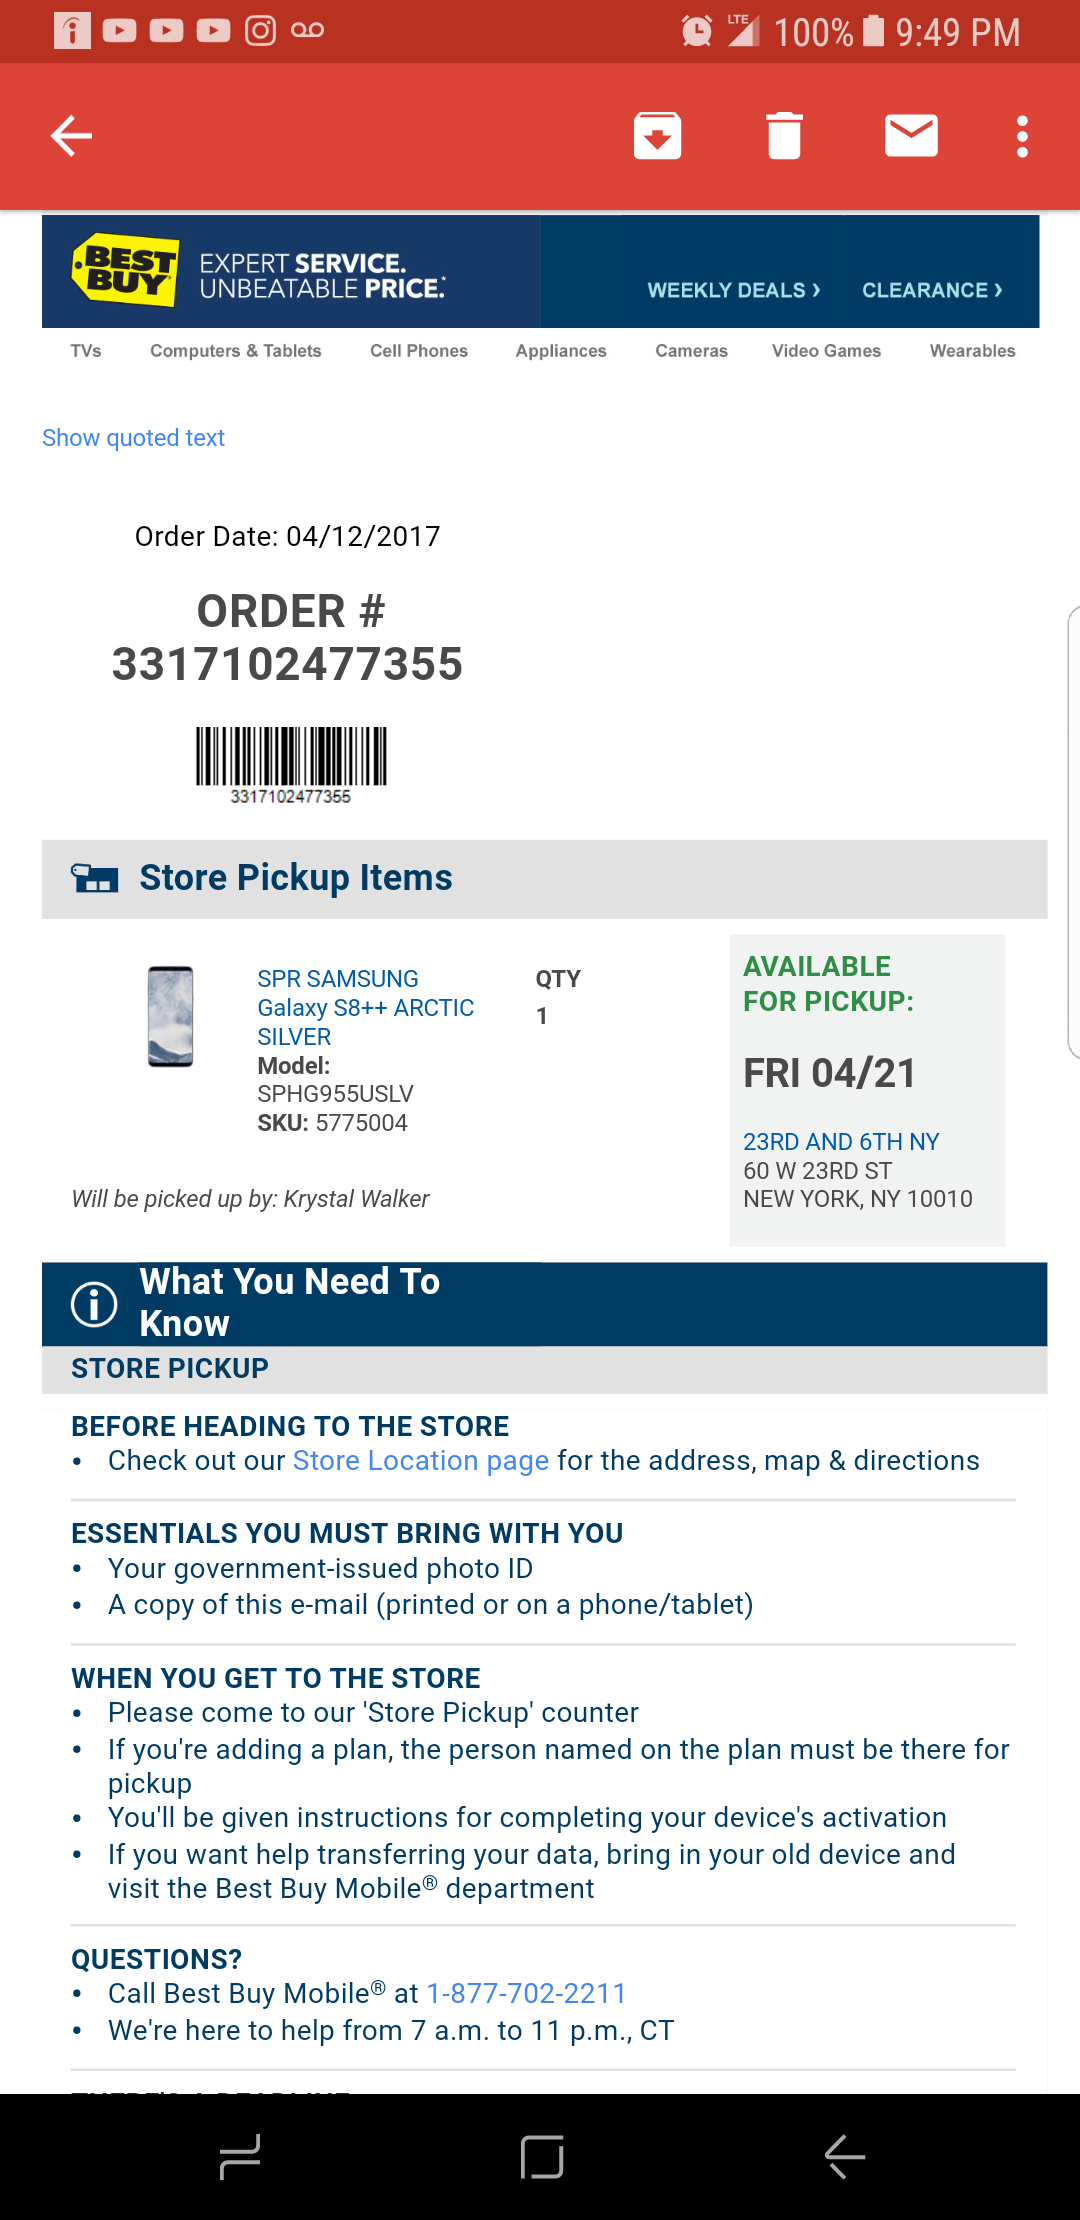 LTE 100% 9:49 PM
BEST BUY
EXPERT SERVICE.
UNBEATABLE PRICE.*
WEEKLY DEALS › CLEARANCE ›
TVs Computers & Tablets Cell Phones Appliances Cameras Video Games Wearables
Show quoted text
Order Date: 04/12/2017
ORDER #
3317102477355
3317102477355
Store Pickup Items
SPR SAMSUNG
Galaxy S8++ ARCTIC
SILVER
Model:
SPHG955USLV
SKU: 5775004
QTY
1
AVAILABLE
FOR PICKUP:
FRI 04/21
23RD AND 6TH NY
60 W 23RD ST
NEW YORK, NY 10010
Will be picked up by: Krystal Walker
What You Need To
Know
STORE PICKUP
BEFORE HEADING TO THE STORE
• Check out our Store Location page for the address, map & directions
ESSENTIALS YOU MUST BRING WITH YOU
• Your government-issued photo ID
• A copy of this e-mail (printed or on a phone/tablet)
WHEN YOU GET TO THE STORE
• Please come to our 'Store Pickup' counter
• If you're adding a plan, the person named on the plan must be there for
pickup
• You'll be given instructions for completing your device's activation
• If you want help transferring your data, bring in your old device and
visit the Best Buy Mobile® department
QUESTIONS?
• Call Best Buy Mobile® at 1-877-702-2211
• We're here to help from 7 a.m. to 11 p.m., CT